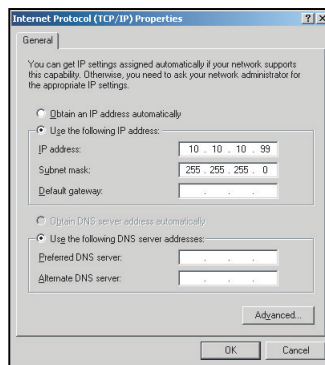 Internet Protocol (TCP/IP) Properties
General
You can get IP settings assigned automatically if your network supports
this capability. Otherwise, you need to ask your network administrator for
the appropriate IP settings.
Obtain an IP address automatically
Use the following IP address:
IP address: 10 . 10 . 10 . 99
Subnet mask: 255 . 255 . 255 . 0
Default gateway: . . .
Obtain DNS server address automatically
Use the following DNS server addresses:
Preferred DNS server: . . .
Alternate DNS server: . . .
Advanced...
OK Cancel